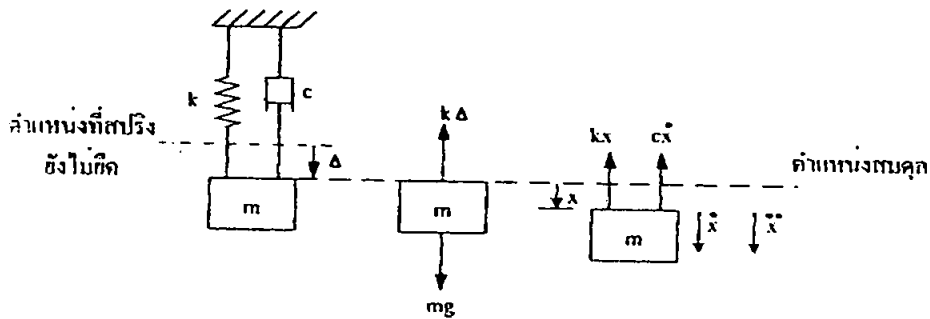 k
c
ตำแหน่งที่สปริง
ยังไม่ยืด
Δ
m
kΔ
m
mg
kx
cẋ
x
m
ẋ
ẍ
ตำแหน่งสมดุล